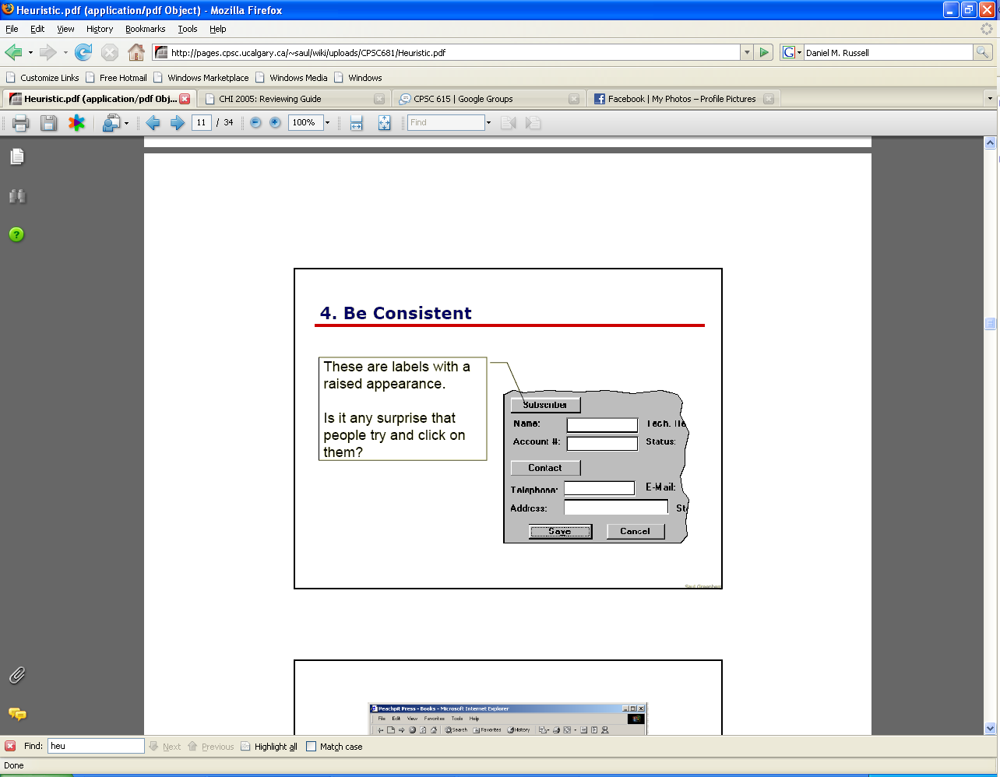 Heuristic.pdf (application/pdf Object) - Mozilla Firefox
File Edit View History Bookmarks Tools Help
http://pages.cpsc.ucalgary.ca/~saul/wiki/uploads/CPSC681/Heuristic.pdf
G Daniel M. Russell
Customize Links Free Hotmail Windows Marketplace Windows Media Windows
Heuristic.pdf (application/pdf Obj... CHI 2005: Reviewing Guide CPSC 615 | Google Groups Facebook | My Photos – Profile Pictures
11 / 34 100% Find
4. Be Consistent
These are labels with a
raised appearance.
Is it any surprise that
people try and click on
them?
Subscriber
Name: Tech.
Account #: Status:
Contact
Telephone: E-Mail:
Address:
Save Cancel
Saul Greenberg
Peachpit Press - Books - Microsoft Internet Explorer
File Edit View Favorites Tools Help
Search Favorites History
Find: heu Next Previous Highlight all Match case
Done